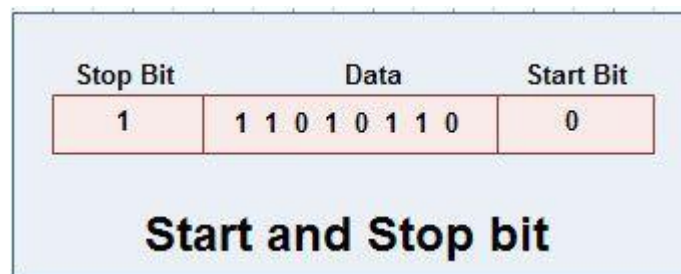 Stop Bit Data Start Bit
1 1 1 0 1 0 1 1 0 0
Start and Stop bit